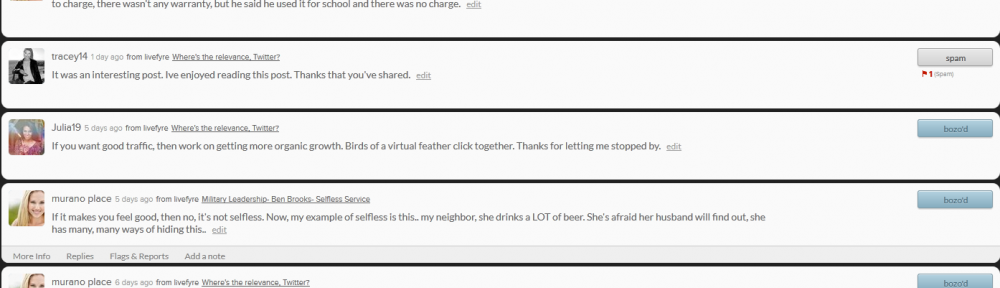 to charge, there wasn't any warranty, but he said he used it for school and there was no charge. edit
tracey14 1 day ago from livefyre Where's the relevance, Twitter?
spam
It was an interesting post. Ive enjoyed reading this post. Thanks that you've shared. edit
1 (Spam)
Julia19 5 days ago from livefyre Where's the relevance, Twitter?
bozo'd
If you want good traffic, then work on getting more organic growth. Birds of a virtual feather click together. Thanks for letting me stopped by. edit
murano place 5 days ago from livefyre Military Leadership- Ben Brooks- Selfless Service
bozo'd
If it makes you feel good, then no, it's not selfless. Now, my example of selfless is this.. my neighbor, she drinks a LOT of beer. She's afraid her husband will find out, she
has many, many ways of hiding this.. edit
More Info Replies Flags & Reports Add a note
murano place 6 days ago from livefyre Where's the relevance, Twitter?
bozo'd